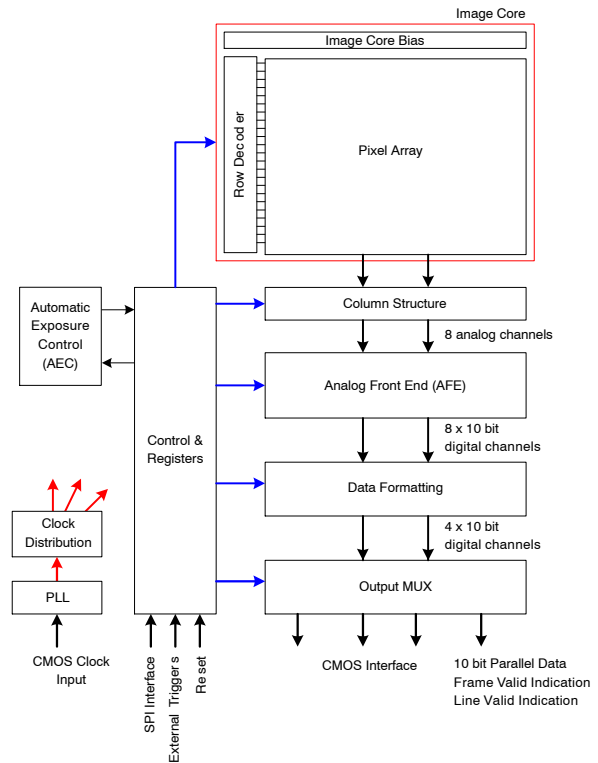 Image Core
Image Core Bias
Row Decoder
Pixel Array
Column Structure
8 analog channels
Automatic
Exposure
Control
(AEC)
Analog Front End (AFE)
8 x 10 bit
digital channels
Control &
Registers
Data Formatting
4 x 10 bit
digital channels
Clock
Distribution
PLL
Output MUX
CMOS Clock
Input
SPI Interface
External Triggers
Reset
CMOS Interface
10 bit Parallel Data
Frame Valid Indication
Line Valid Indication